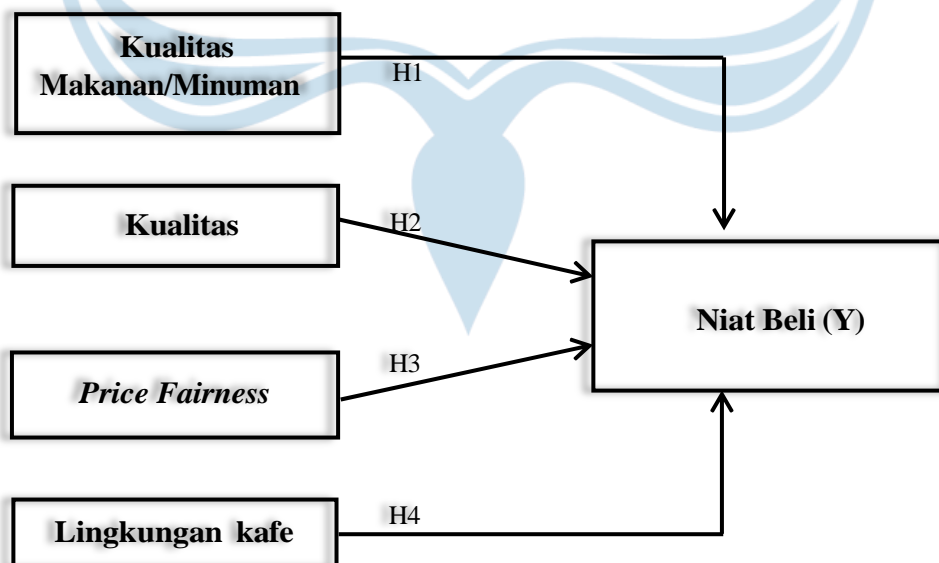 Kualitas
Makanan/Minuman
H1
Kualitas
H2
Niat Beli (Y)
Price Fairness
H3
Lingkungan kafe
H4